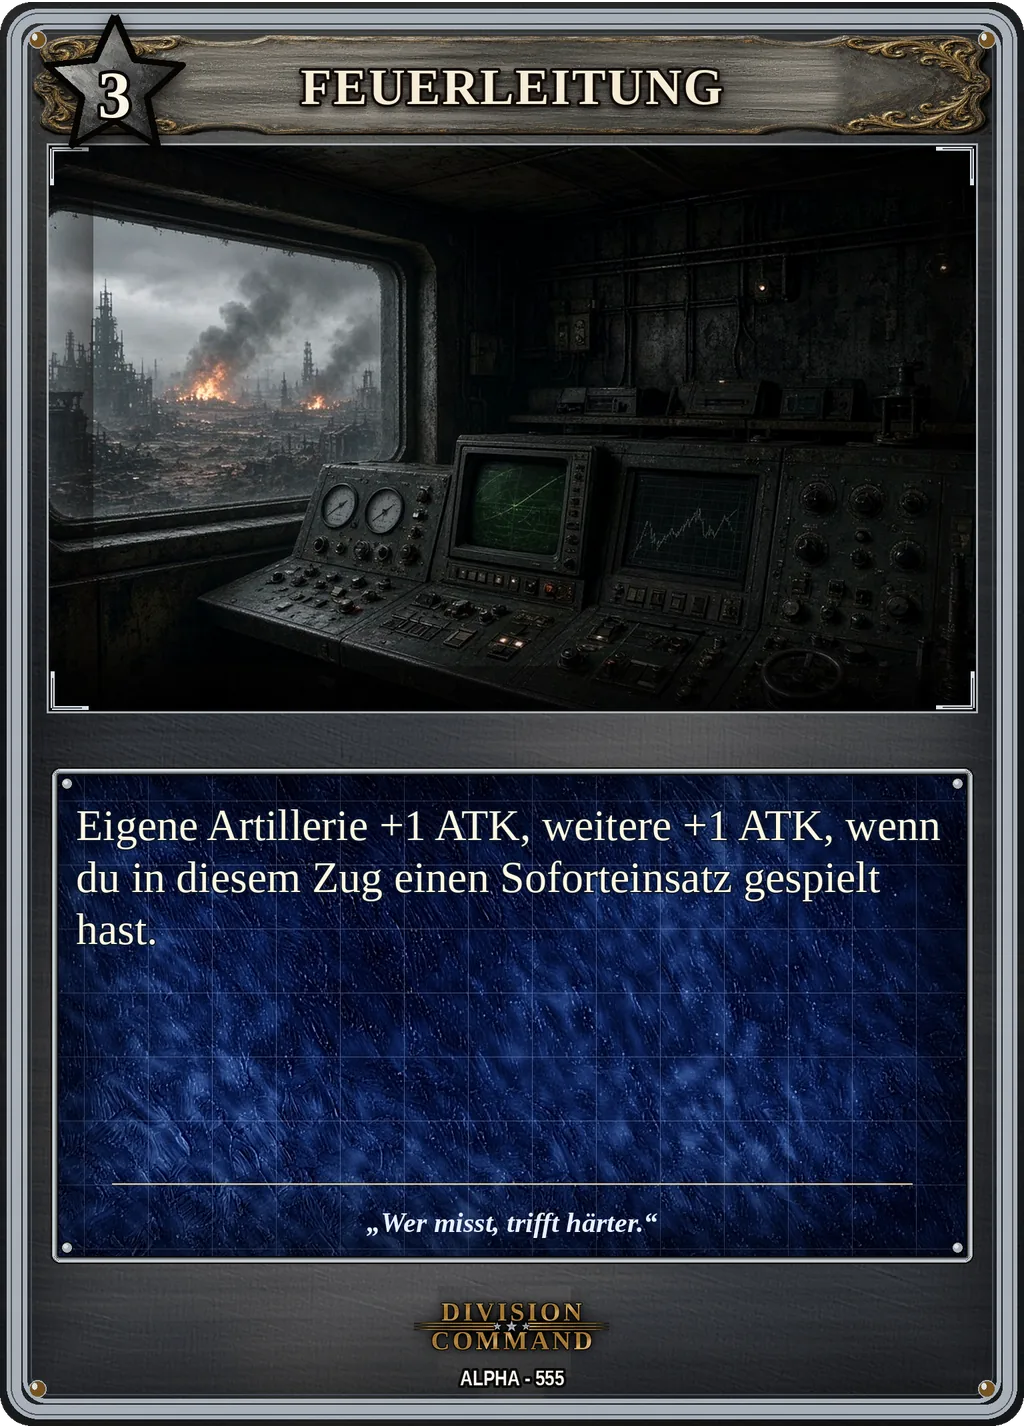 3
FEUERLEITUNG
Eigene Artillerie +1 ATK, weitere +1 ATK, wenn
du in diesem Zug einen Soforteinsatz gespielt
hast.
„Wer misst, trifft härter.“
DIVISION
COMMAND
ALPHA - 555